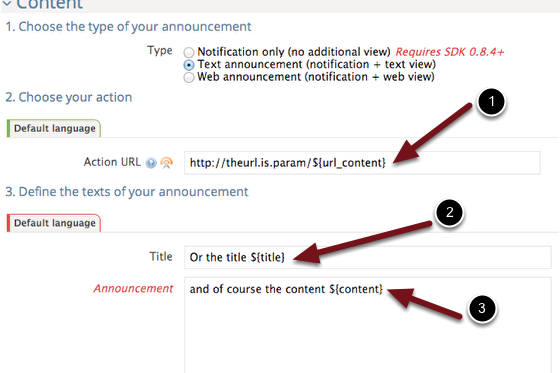 Content
1. Choose the type of your announcement
Type Notification only (no additional view) Requires SDK 0.8.4+
Text announcement (notification + text view)
Web announcement (notification + web view)
2. Choose your action
1
Default language
Action URL ? http://theurl.is.param/${url_content}
3. Define the texts of your announcement
2
Default language
Title Or the title ${title}
Announcement and of course the content ${content}
3